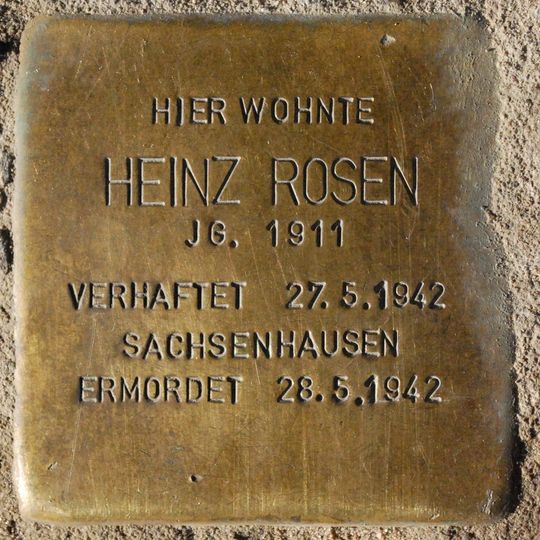 HIER WOHNTE
HEINZ ROSEN
JG. 1911
VERHAFTET 27.5.1942
SACHSENHAUSEN
ERMORDET 28.5.1942